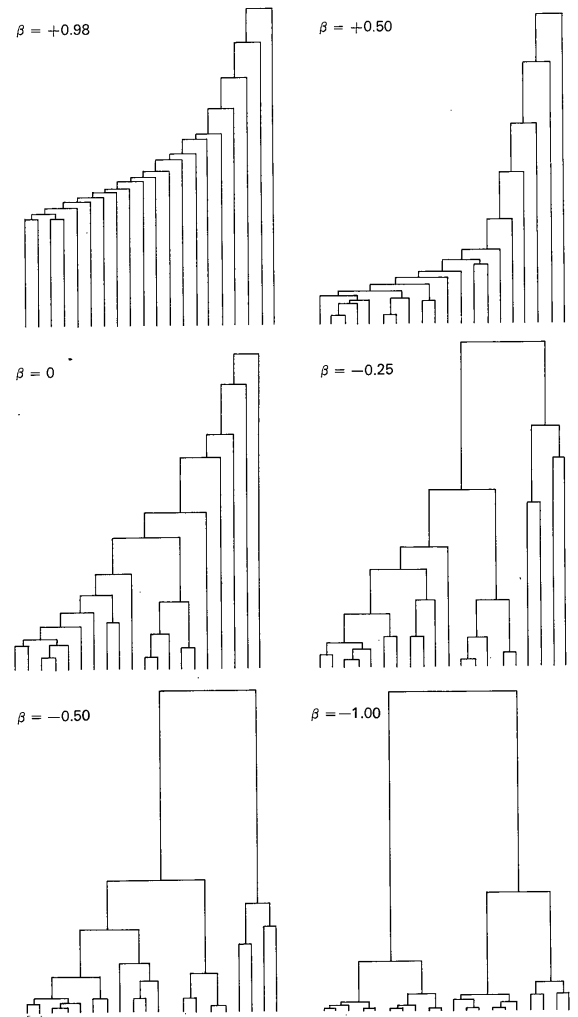 β = +0.98
β = +0.50
β = 0
β = −0.25
β = −0.50
β = −1.00